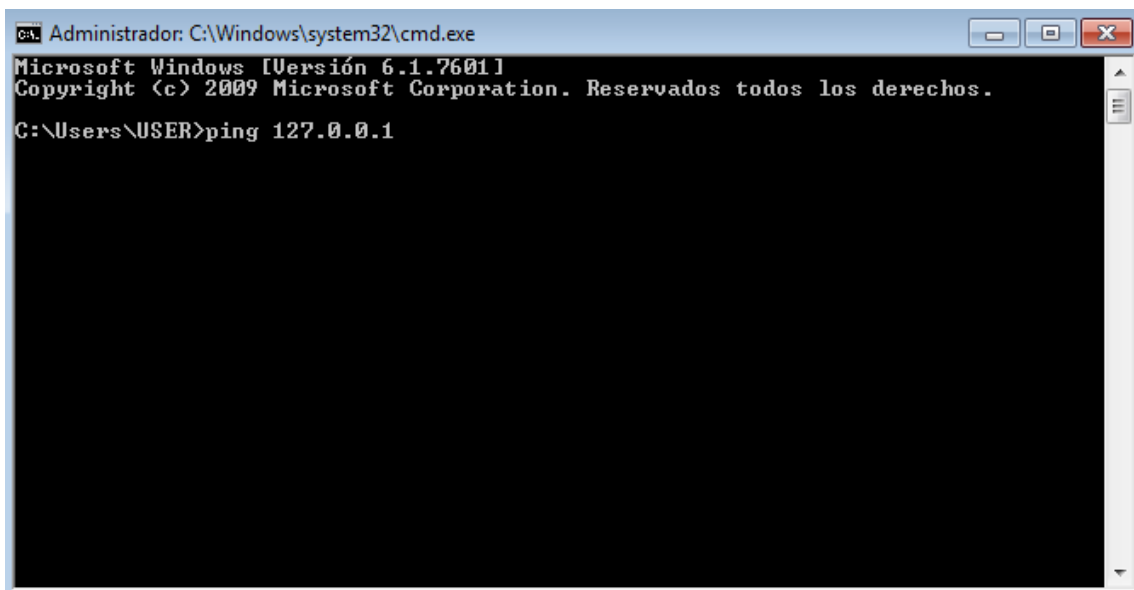 Administrador: C:\Windows\system32\cmd.exe
Microsoft Windows [Versión 6.1.7601]
Copyright (c) 2009 Microsoft Corporation. Reservados todos los derechos.
C:\Users\USER>ping 127.0.0.1